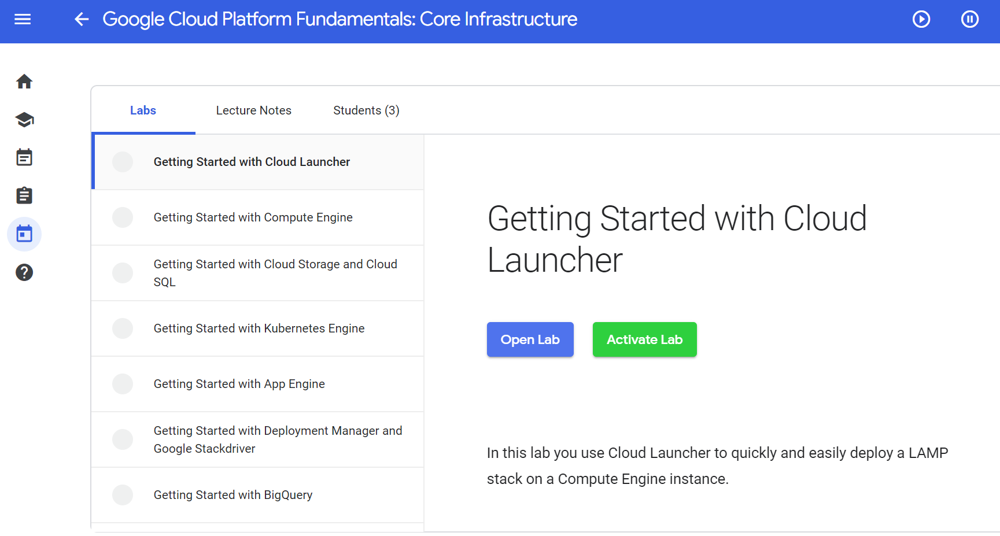 Google Cloud Platform Fundamentals: Core Infrastructure
Labs
Lecture Notes
Students (3)
Getting Started with Cloud Launcher
Getting Started with Compute Engine
Getting Started with Cloud Storage and Cloud
SQL
Getting Started with Kubernetes Engine
Getting Started with App Engine
Getting Started with Deployment Manager and
Google Stackdriver
Getting Started with BigQuery
Getting Started with Cloud
Launcher
Open Lab
Activate Lab
In this lab you use Cloud Launcher to quickly and easily deploy a LAMP
stack on a Compute Engine instance.